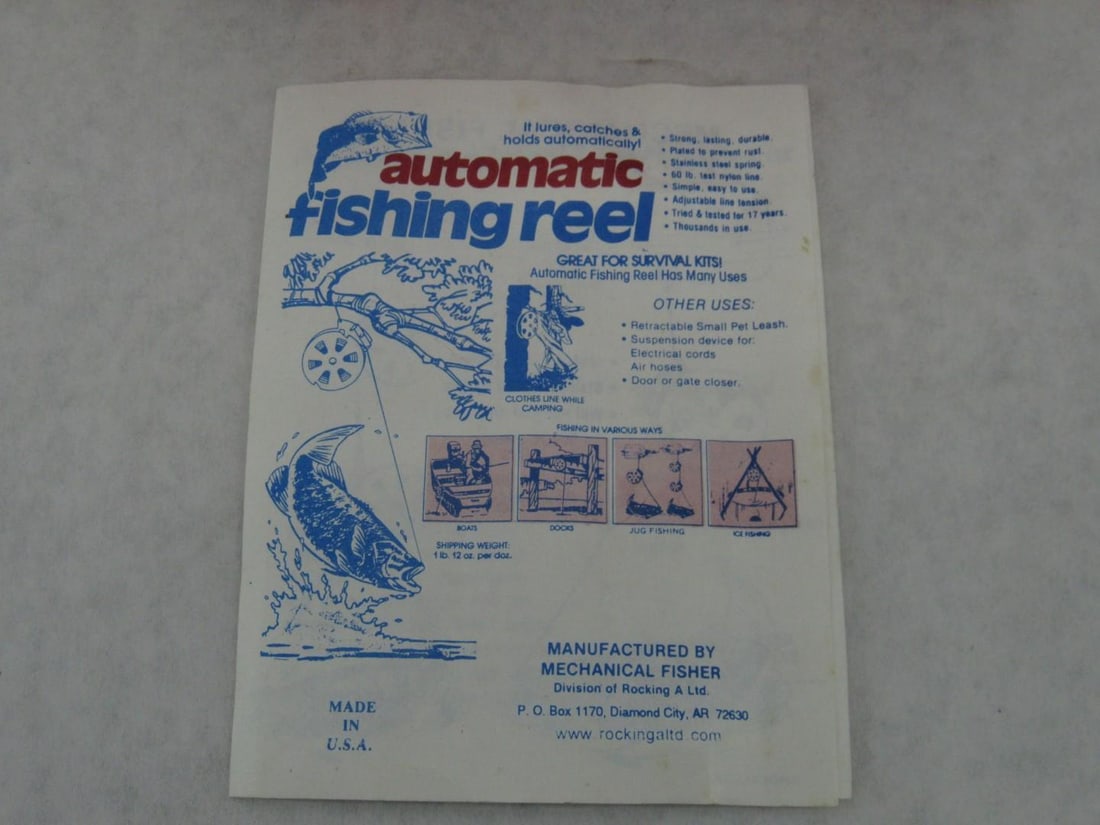 It lures, catches &
holds automatically!
automatic
fishing reel
• Strong, lasting, durable.
• Plated to prevent rust.
• Stainless steel spring.
• 60 lb. test nylon line.
• Simple, easy to use.
• Adjustable line tension.
• Tried & tested for 17 years.
• Thousands in use.
GREAT FOR SURVIVAL KITS!
Automatic Fishing Reel Has Many Uses
OTHER USES:
• Retractable Small Pet Leash.
• Suspension device for:
Electrical cords
Air hoses
• Door or gate closer.
CLOTHES LINE WHILE
CAMPING
FISHING IN VARIOUS WAYS
BOATS
DOCKS
JUG FISHING
ICE FISHING
SHIPPING WEIGHT:
1 lb. 12 oz. per doz.
MADE
IN
U.S.A.
MANUFACTURED BY
MECHANICAL FISHER
Division of Rocking A Ltd.
P. O. Box 1170, Diamond City, AR 72630
www.rockingaltd.com